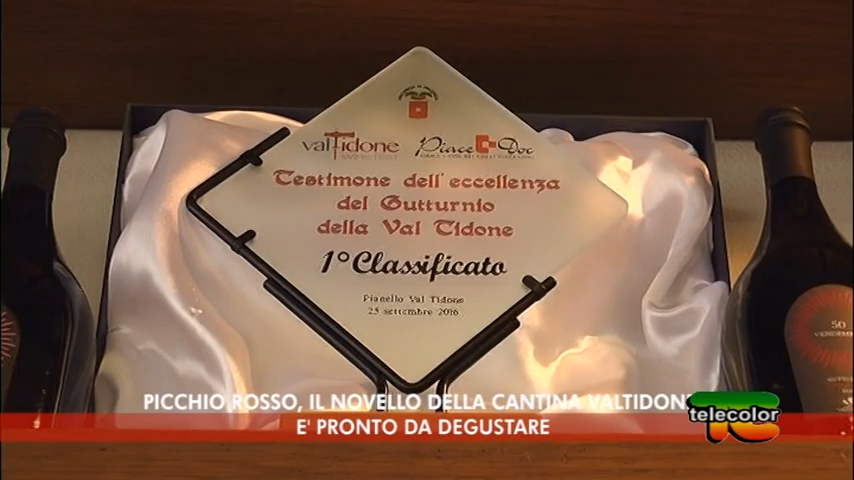 valTidone
Piace Doc
Testimone dell'eccellenza
del Gutturnio
della Val Tidone
1° Classificato
Pianello Val Tidone
25 settembre 2016
50
PICCHIO ROSSO, IL NOVELLO DELLA CANTINA VALTIDONE
E' PRONTO DA DEGUSTARE
telecolor